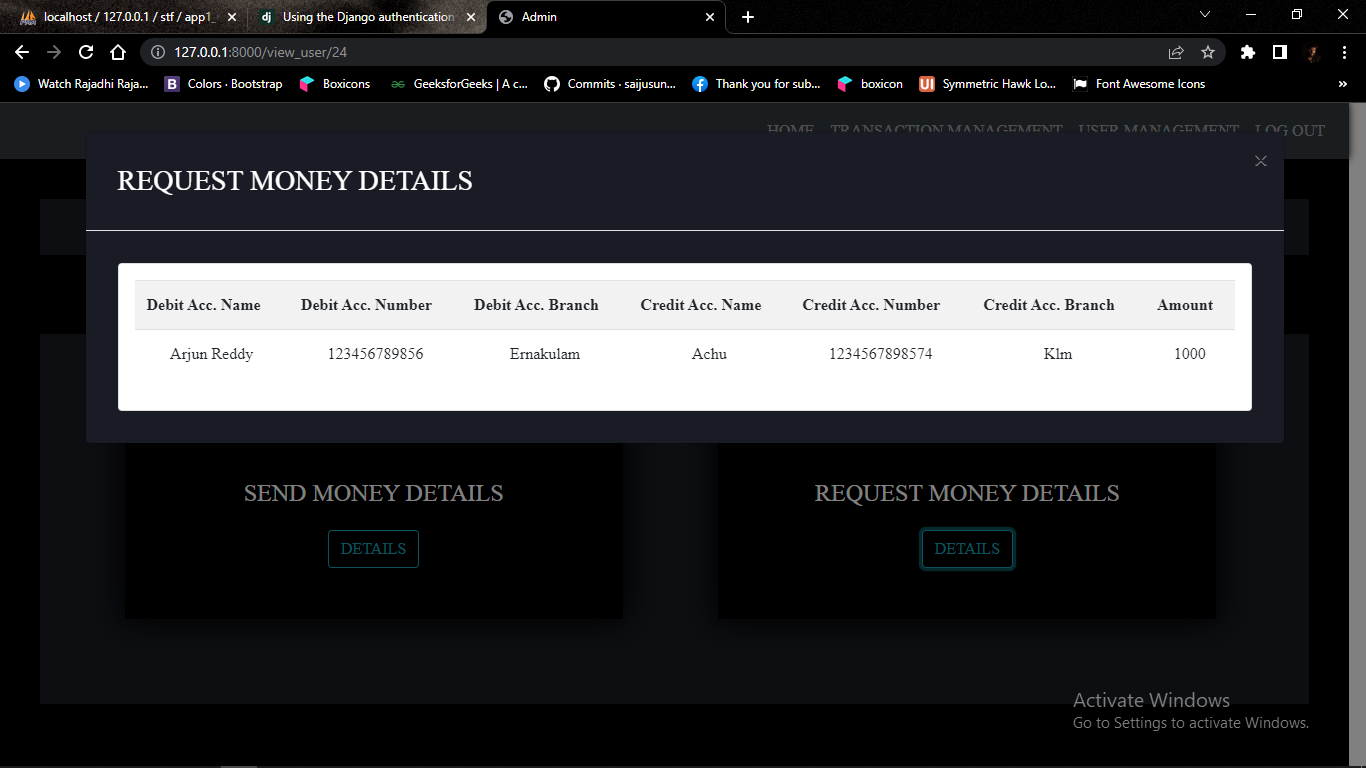 localhost / 127.0.0.1 / stf / app1_
Using the Django authentication
Admin
127.0.0.1:8000/view_user/24
Watch Rajadhi Raja...
Colors · Bootstrap
Boxicons
GeeksforGeeks | A c...
Commits · saijusun...
Thank you for sub...
boxicon
Symmetric Hawk Lo...
Font Awesome Icons
»
HOME TRANSACTION MANAGEMENT USER MANAGEMENT LOG OUT
REQUEST MONEY DETAILS
Debit Acc. Name Debit Acc. Number Debit Acc. Branch Credit Acc. Name Credit Acc. Number Credit Acc. Branch Amount
Arjun Reddy 123456789856 Ernakulam Achu 1234567898574 Klm 1000
SEND MONEY DETAILS
DETAILS
REQUEST MONEY DETAILS
DETAILS
Activate Windows
Go to Settings to activate Windows.